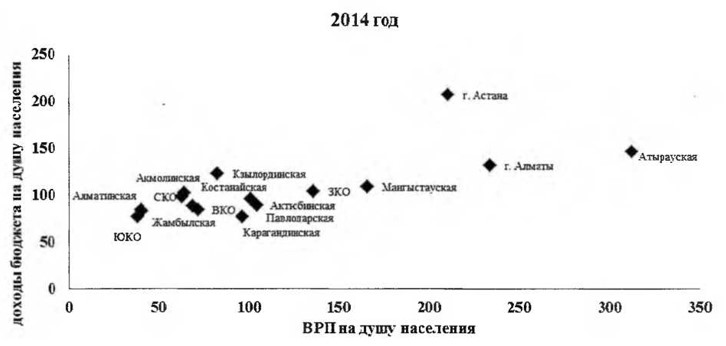 2014 год
доходы бюджета на душу населения
250
200
150
100
50
0
г. Астана
г. Алматы
Атырауская
Кзылординская
Акмолинская
Костанайская
ЗКО
Мангыстауская
Алматинская
СКО
Актюбинская
ВКО
Павлодарская
Жамбылская
Карагандинская
ЮКО
0 50 100 150 200 250 300 350
ВРП на душу населения